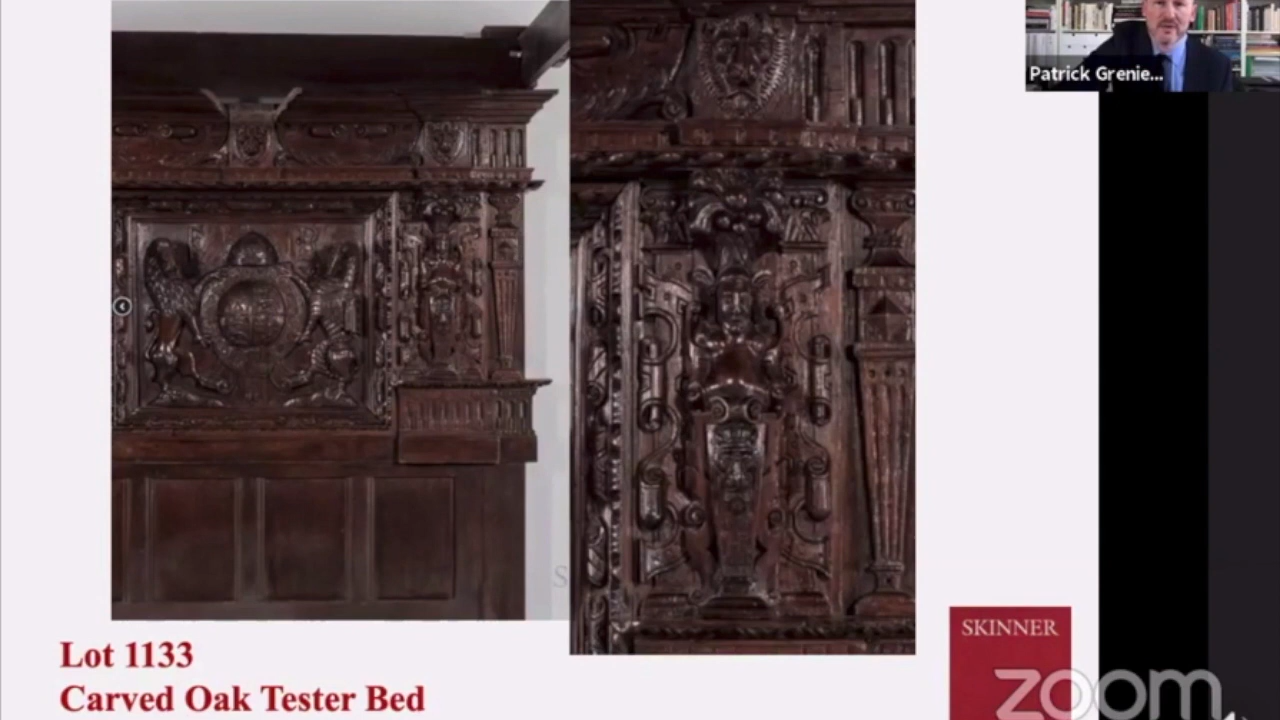 Patrick Grenie...
S
Lot 1133
Carved Oak Tester Bed
SKINNER
zoom